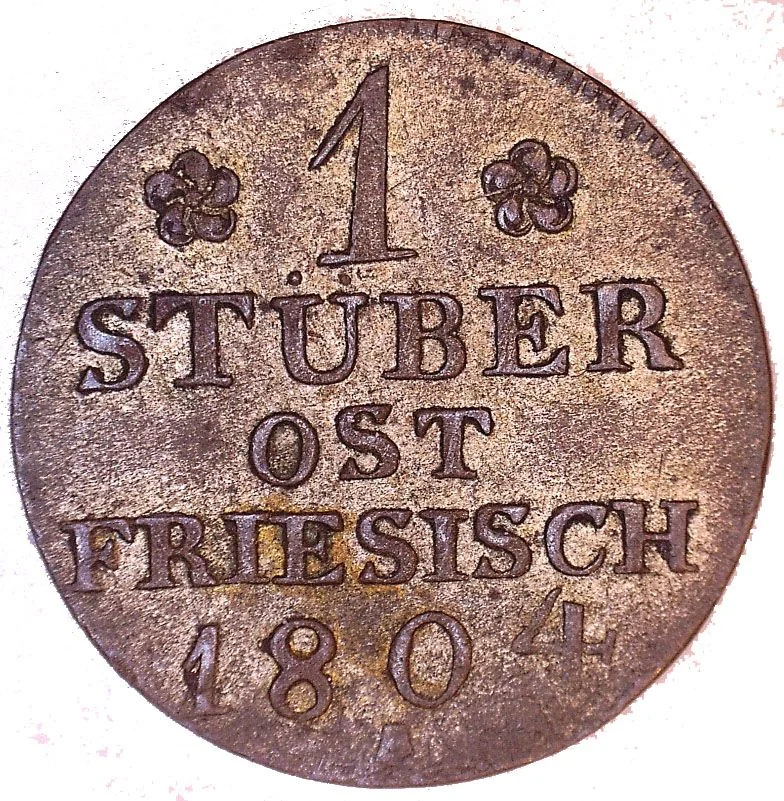 1
STÜBER
OST
FRIESISCH
1804
A